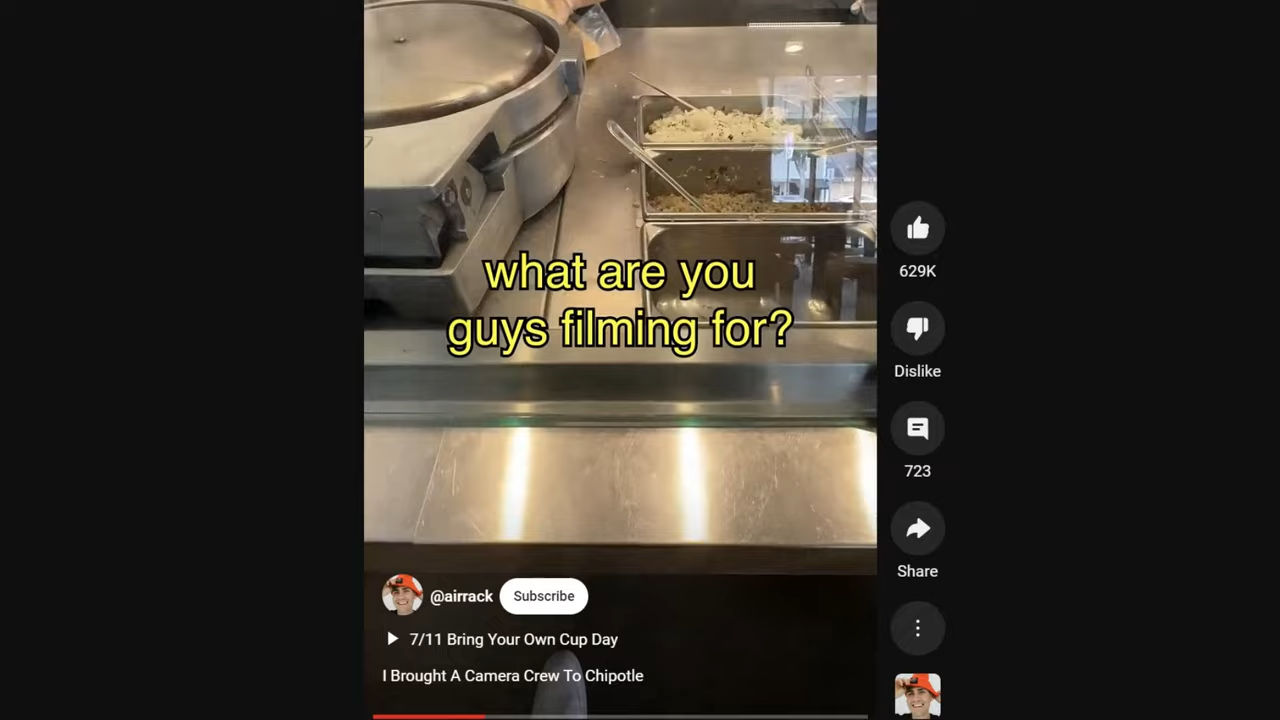 what are you
guys filming for?
629K
Dislike
723
Share
@airrack
Subscribe
7/11 Bring Your Own Cup Day
I Brought A Camera Crew To Chipotle